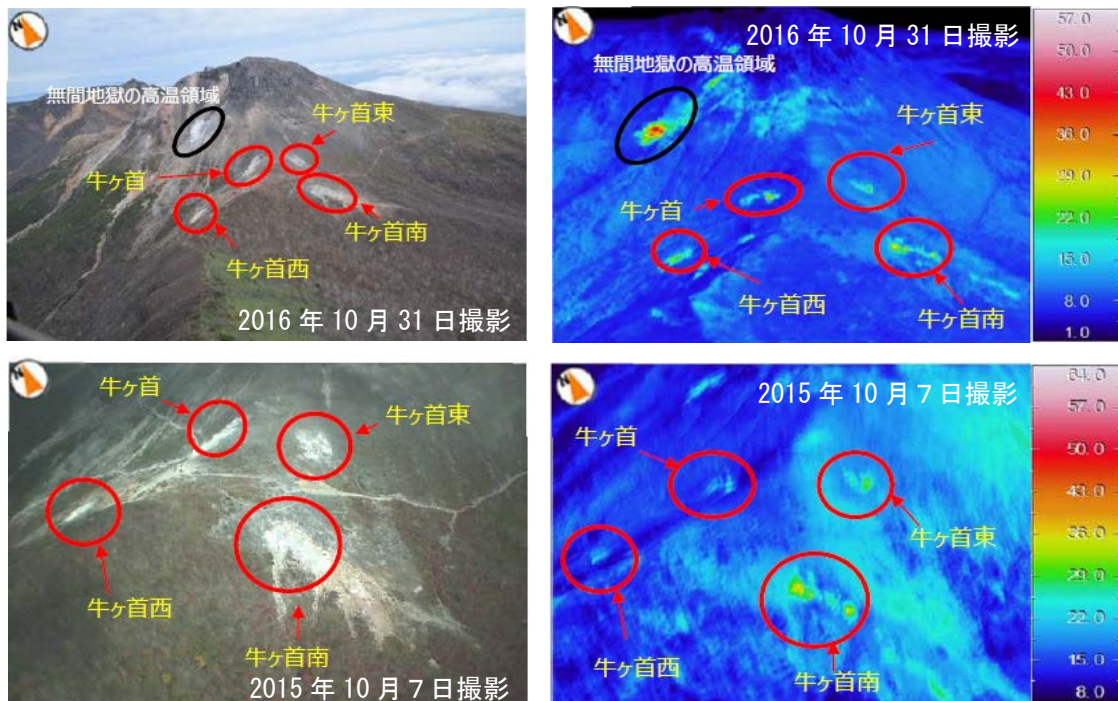 2016 年 10 月 31 日撮影
無間地獄の高温領域
牛ヶ首東
牛ヶ首
牛ヶ首南
牛ヶ首西
2016 年 10 月 31 日撮影
無間地獄の高温領域
牛ヶ首東
牛ヶ首
牛ヶ首西
牛ヶ首南
57.0
50.0
43.0
36.0
29.0
22.0
15.0
8.0
1.0
牛ヶ首
牛ヶ首東
牛ヶ首西
牛ヶ首南
2015 年 10 月 7 日撮影
2015 年 10 月 7 日撮影
牛ヶ首
牛ヶ首東
牛ヶ首西
牛ヶ首南
64.0
57.0
50.0
43.0
36.0
29.0
22.0
15.0
8.0